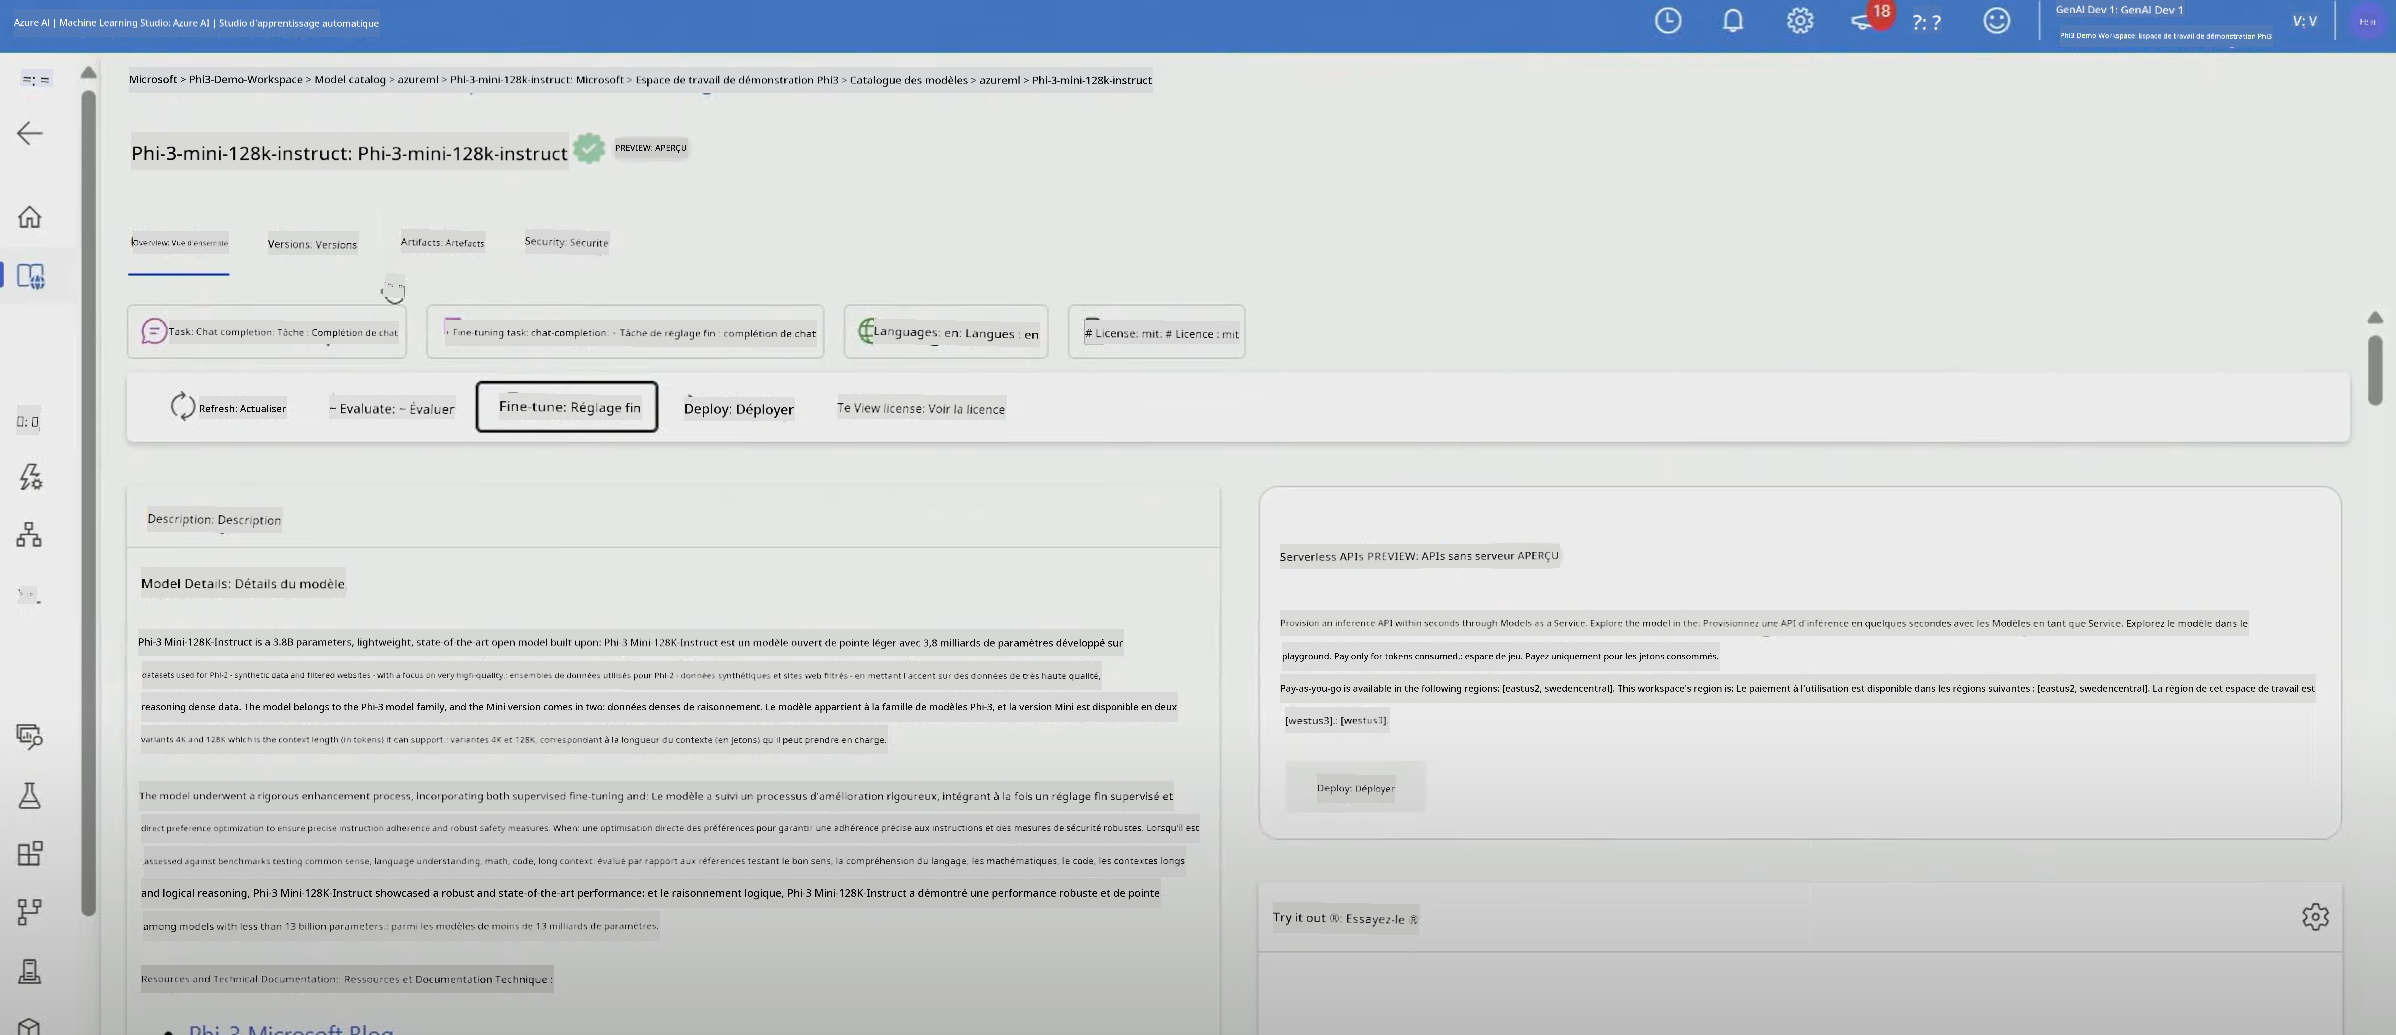 Azure AI | Machine Learning Studio: Azure AI | Studio d'apprentissage automatique
18
?: ?
GenAI Dev 1: GenAI Dev 1
Phi3 Demo Workspace: Espace de travail de démonstration Phi3
V: V
=: =
Microsoft > Phi3-Demo-Workspace > Model catalog > azureml > Phi-3-mini-128k-instruct: Microsoft > Espace de travail de démonstration Phi3 > Catalogue des modèles > azureml > Phi-3-mini-128k-instruct
Phi-3-mini-128k-instruct: Phi-3-mini-128k-instruct
PREVIEW: APERÇU
Overview: Vue d'ensemble
Versions: Versions
Artifacts: Artefacts
Security: Sécurité
Task: Chat completion: Tâche : Complétion de chat
+ Fine-tuning task: chat-completion: - Tâche de réglage fin : complétion de chat
Languages: en: Langues : en
# License: mit: # Licence : mit
Refresh: Actualiser
~ Evaluate: ~ Évaluer
Fine-tune: Réglage fin
Deploy: Déployer
Te View license: Voir la licence
Description: Description
Model Details: Détails du modèle
Phi-3 Mini-128K-Instruct is a 3.8B parameters, lightweight, state-of-the-art open model built upon: Phi-3 Mini-128K-Instruct est un modèle ouvert de pointe léger avec 3,8 milliards de paramètres développé sur
datasets used for Phi-2 - synthetic data and filtered websites - with a focus on very high-quality,: ensembles de données utilisés pour Phi-2 - données synthétiques et sites web filtrés - en mettant l'accent sur des données de très haute qualité,
reasoning dense data. The model belongs to the Phi-3 model family, and the Mini version comes in two: données denses de raisonnement. Le modèle appartient à la famille de modèles Phi-3, et la version Mini est disponible en deux
variants 4K and 128K which is the context length (in tokens) it can support.: variantes 4K et 128K, correspondant à la longueur du contexte (en jetons) qu'il peut prendre en charge.
The model underwent a rigorous enhancement process, incorporating both supervised fine-tuning and: Le modèle a suivi un processus d'amélioration rigoureux, intégrant à la fois un réglage fin supervisé et
direct preference optimization to ensure precise instruction adherence and robust safety measures. When: une optimisation directe des préférences pour garantir une adhérence précise aux instructions et des mesures de sécurité robustes. Lorsqu'il est
assessed against benchmarks testing common sense, language understanding, math, code, long context: évalué par rapport aux références testant le bon sens, la compréhension du langage, les mathématiques, le code, les contextes longs
and logical reasoning, Phi-3 Mini-128K-Instruct showcased a robust and state-of-the-art performance: et le raisonnement logique, Phi-3 Mini-128K-Instruct a démontré une performance robuste et de pointe
among models with less than 13 billion parameters.: parmi les modèles de moins de 13 milliards de paramètres.
Resources and Technical Documentation:: Ressources et Documentation Technique :
Phi-3 Microsoft Blog
Serverless APIs PREVIEW: APIs sans serveur APERÇU
Provision an inference API within seconds through Models as a Service. Explore the model in the: Provisionnez une API d'inférence en quelques secondes avec les Modèles en tant que Service. Explorez le modèle dans le
playground. Pay only for tokens consumed.: espace de jeu. Payez uniquement pour les jetons consommés.
Pay-as-you-go is available in the following regions: [eastus2, swedencentral]. This workspace's region is: Le paiement à l'utilisation est disponible dans les régions suivantes : [eastus2, swedencentral]. La région de cet espace de travail est
[westus3].: [westus3].
Deploy: Déployer
Try it out ®: Essayez-le ®